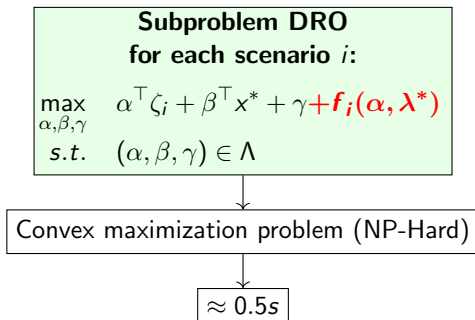 Subproblem DRO
for each scenario i:
max α⊤ζi + β⊤x* + γ+fi(α, λ*)
α,β,γ
s.t. (α, β, γ) ∈ Λ
Convex maximization problem (NP-Hard)
≈ 0.5s